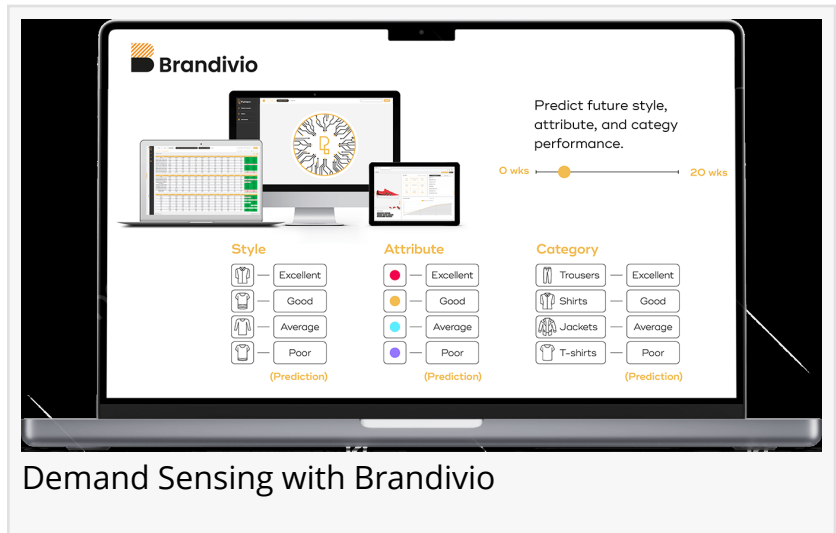 Brandivio
Predict future style,
attribute, and categy
performance.
0 wks
20 wks
Style
Attribute
Category
Excellent
Excellent
Trousers
Excellent
Good
Good
Shirts
Good
Average
Average
Jackets
Average
Poor
Poor
T-shirts
Poor
(Prediction)
(Prediction)
(Prediction)
Demand Sensing with Brandivio